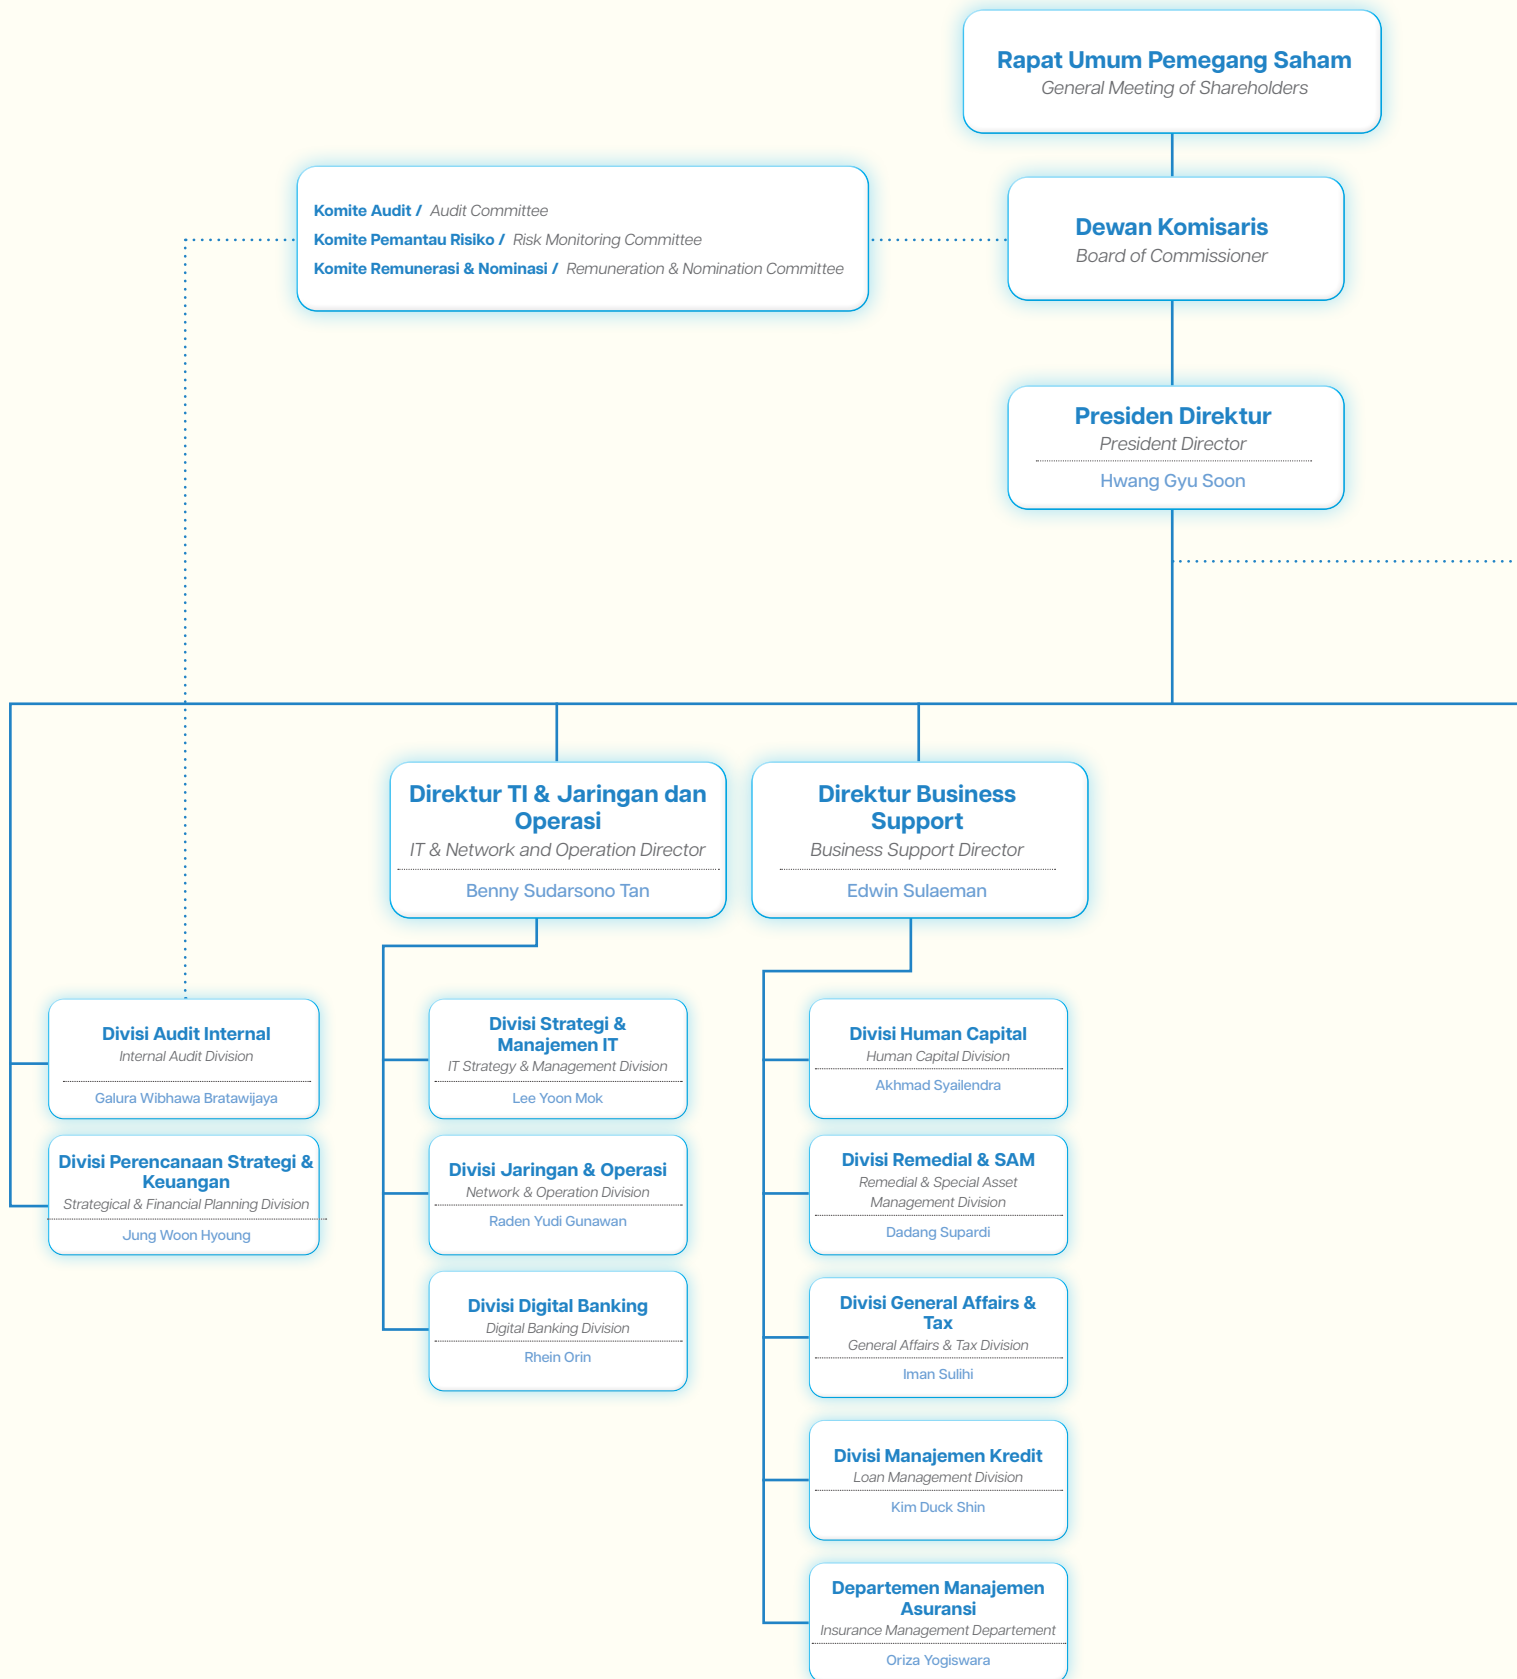 Rapat Umum Pemegang Saham
General Meeting of Shareholders
Komite Audit / Audit Committee
Komite Pemantau Risiko / Risk Monitoring Committee
Komite Remunerasi & Nominasi / Remuneration & Nomination Committee
Dewan Komisaris
Board of Commissioner
Presiden Direktur
President Director
Hwang Gyu Soon
Direktur TI & Jaringan dan
Operasi
IT & Network and Operation Director
Benny Sudarsono Tan
Direktur Business
Support
Business Support Director
Edwin Sulaeman
Divisi Audit Internal
Internal Audit Division
Galura Wibhawa Bratawijaya
Divisi Perencanaan Strategi &
Keuangan
Strategical & Financial Planning Division
Jung Woon Hyoung
Divisi Strategi &
Manajemen IT
IT Strategy & Management Division
Lee Yoon Mok
Divisi Jaringan & Operasi
Network & Operation Division
Raden Yudi Gunawan
Divisi Digital Banking
Digital Banking Division
Rhein Orin
Divisi Human Capital
Human Capital Division
Akhmad Syailendra
Divisi Remedial & SAM
Remedial & Special Asset
Management Division
Dadang Supardi
Divisi General Affairs &
Tax
General Affairs & Tax Division
Iman Sulihi
Divisi Manajemen Kredit
Loan Management Division
Kim Duck Shin
Departemen Manajemen
Asuransi
Insurance Management Departement
Oriza Yogiswara